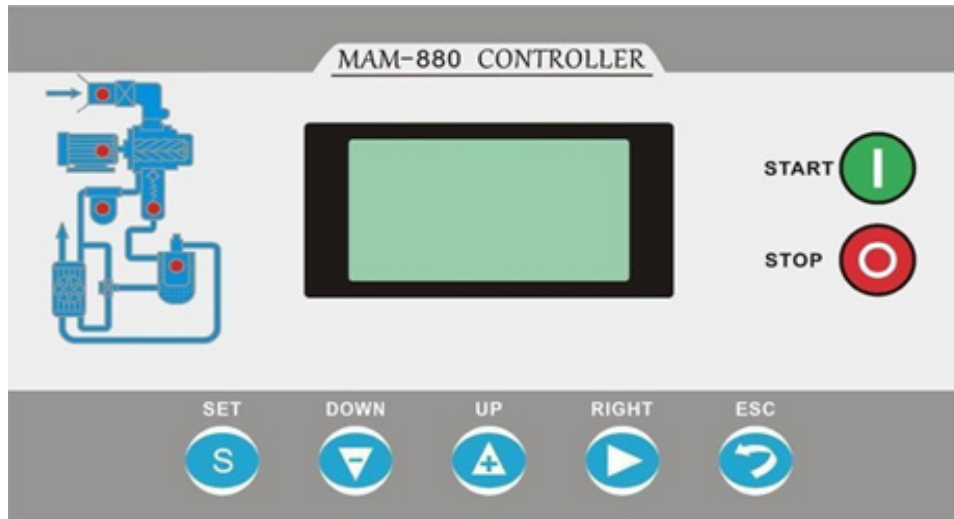 MAM-880 CONTROLLER
START
STOP
SET DOWN UP RIGHT ESC
S